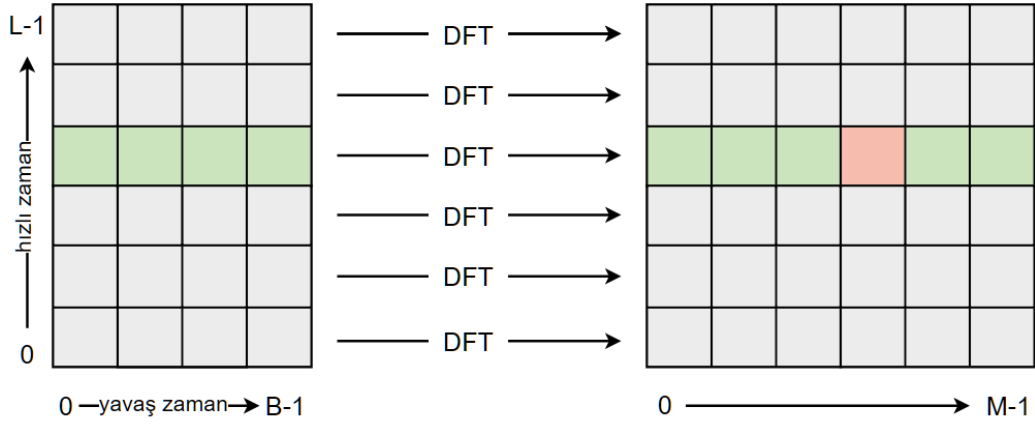 L-1
hızlı zaman
0
0
yavaş zaman
B-1
DFT
DFT
DFT
DFT
DFT
DFT
0
M-1